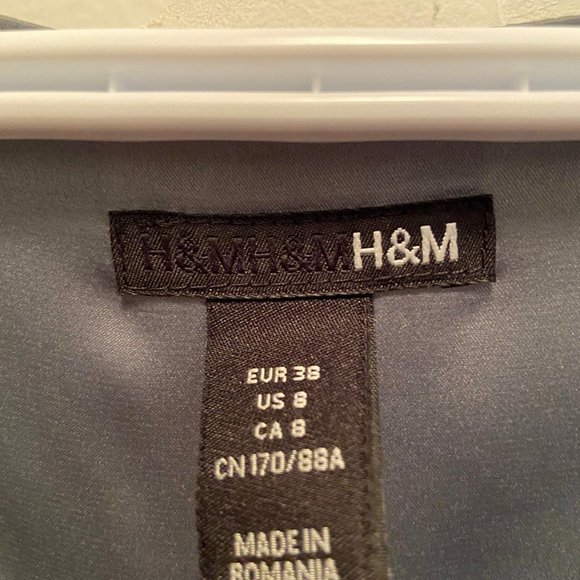 H&MH&MH&M
EUR 38
US 8
CA 8
CN 170/88A
MADE IN
ROMANIA